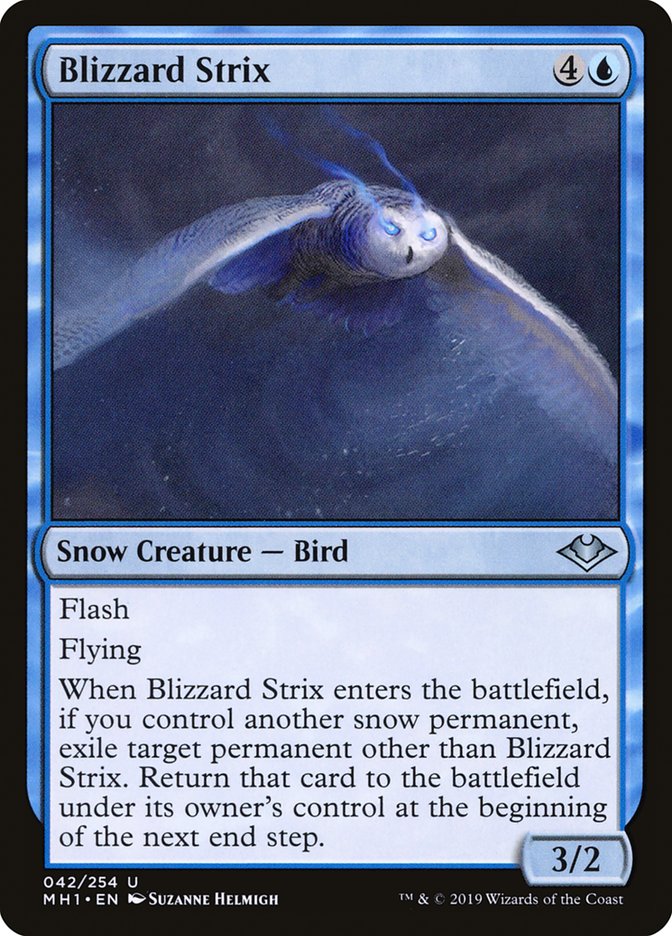 Blizzard Strix 4
Snow Creature — Bird
Flash
Flying
When Blizzard Strix enters the battlefield,
if you control another snow permanent,
exile target permanent other than Blizzard
Strix. Return that card to the battlefield
under its owner's control at the beginning
of the next end step.
3/2
042/254 U
MH1 • EN Suzanne Helmigh ™ & © 2019 Wizards of the Coast